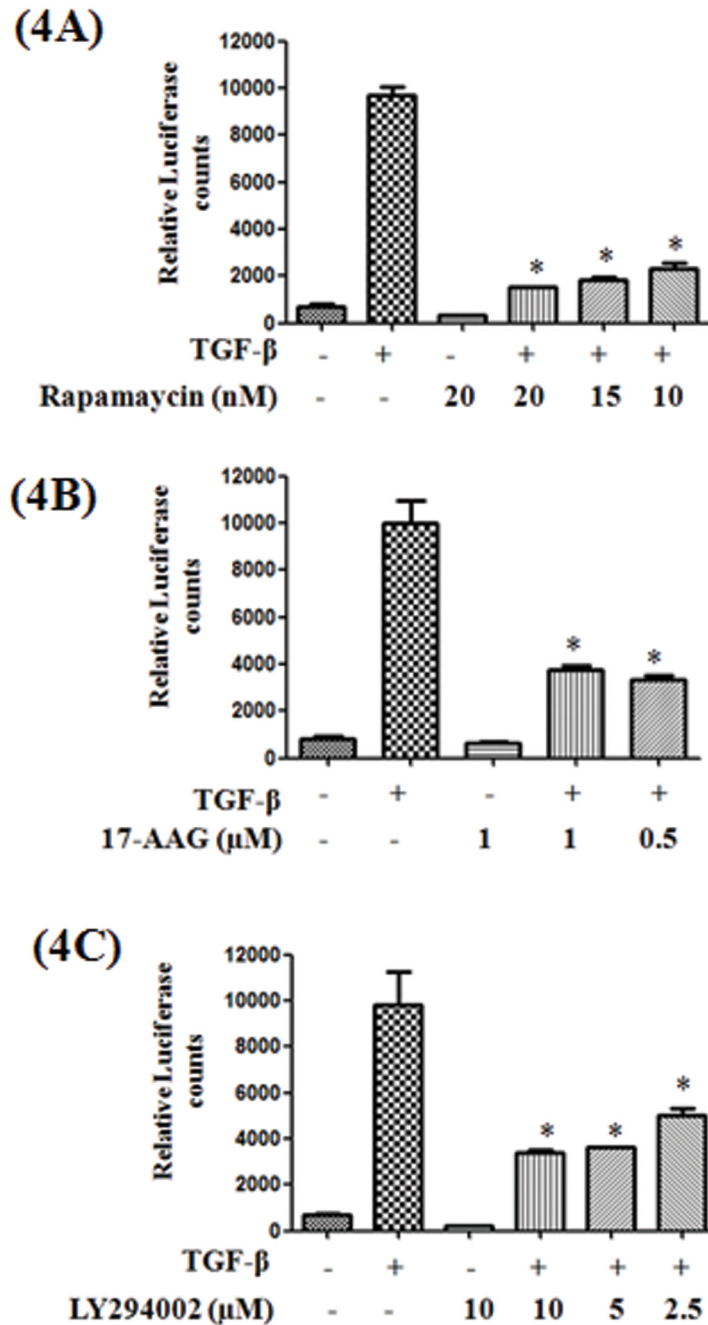 (4A)
Relative Luciferase
counts
12000
10000
8000
6000
4000
2000
0
* * *
TGF-β - + - + + +
Rapamaycin (nM) - - 20 20 15 10
(4B)
Relative Luciferase
counts
12000
10000
8000
6000
4000
2000
0
* *
TGF-β - + - + +
17-AAG (μM) - - 1 1 0.5
(4C)
Relative Luciferase
counts
12000
10000
8000
6000
4000
2000
0
* * *
TGF-β - + - + + +
LY294002 (μM) - - 10 10 5 2.5